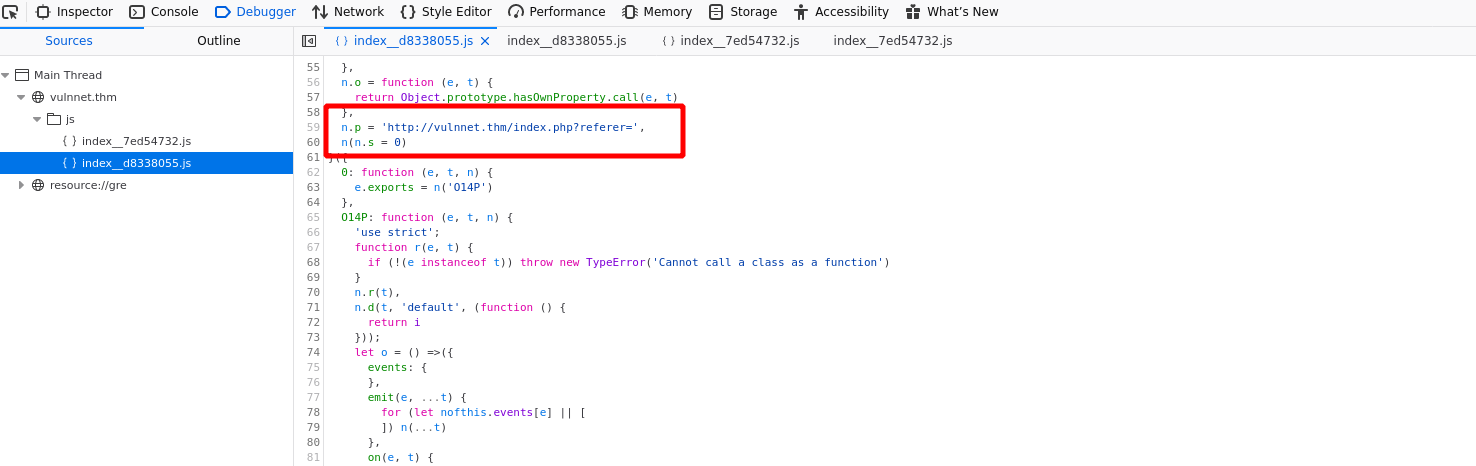 Inspector Console Debugger Network Style Editor Performance Memory Storage Accessibility What's New
Sources Outline { } index__d8338055.js × index__d8338055.js { } index__7ed54732.js index__7ed54732.js
Main Thread
vulnnet.thm
js
{ } index__7ed54732.js
{ } index__d8338055.js
resource://gre
55 },
56 n.o = function (e, t) {
57 return Object.prototype.hasOwnProperty.call(e, t)
58 },
59 n.p = 'http://vulnnet.thm/index.php?referer=',
60 n(n.s = 0)
61 }({
62 0: function (e, t, n) {
63 e.exports = n('O14P')
64 },
65 O14P: function (e, t, n) {
66 'use strict';
67 function r(e, t) {
68 if (!(e instanceof t)) throw new TypeError('Cannot call a class as a function')
69 }
70 n.r(t),
71 n.d(t, 'default', (function () {
72 return i
73 }));
74 let o = () =>({
75 events: {
76 },
77 emit(e, ...t) {
78 for (let nofthis.events[e] || [
79 ]) n(...t)
80 },
81 on(e, t) {